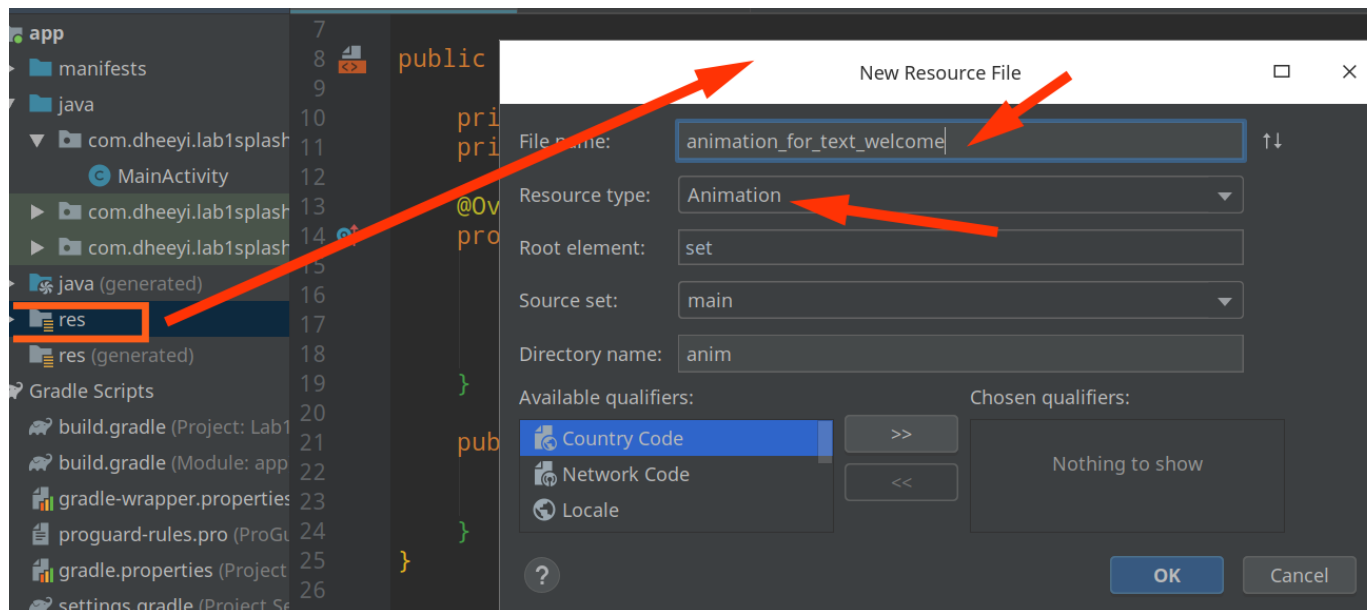 app
manifests
java
com.dheeyi.lab1splash
MainActivity
com.dheeyi.lab1splash
com.dheeyi.lab1splash
java (generated)
res
res (generated)
Gradle Scripts
build.gradle (Project: Lab1
build.gradle (Module: app
gradle-wrapper.properties
proguard-rules.pro (ProGu
gradle.properties (Project
settings.gradle (Project Se
7
8 public
9
10 pri
11 pri
12
13 @Ov
14 pro
15
16
17
18
19 }
20
21 pub
22
23
24 }
25 }
26
New Resource File
File name: animation_for_text_welcome
Resource type: Animation
Root element: set
Source set: main
Directory name: anim
Available qualifiers:
Country Code
Network Code
Locale
>>
<<
Chosen qualifiers:
Nothing to show
?
OK
Cancel